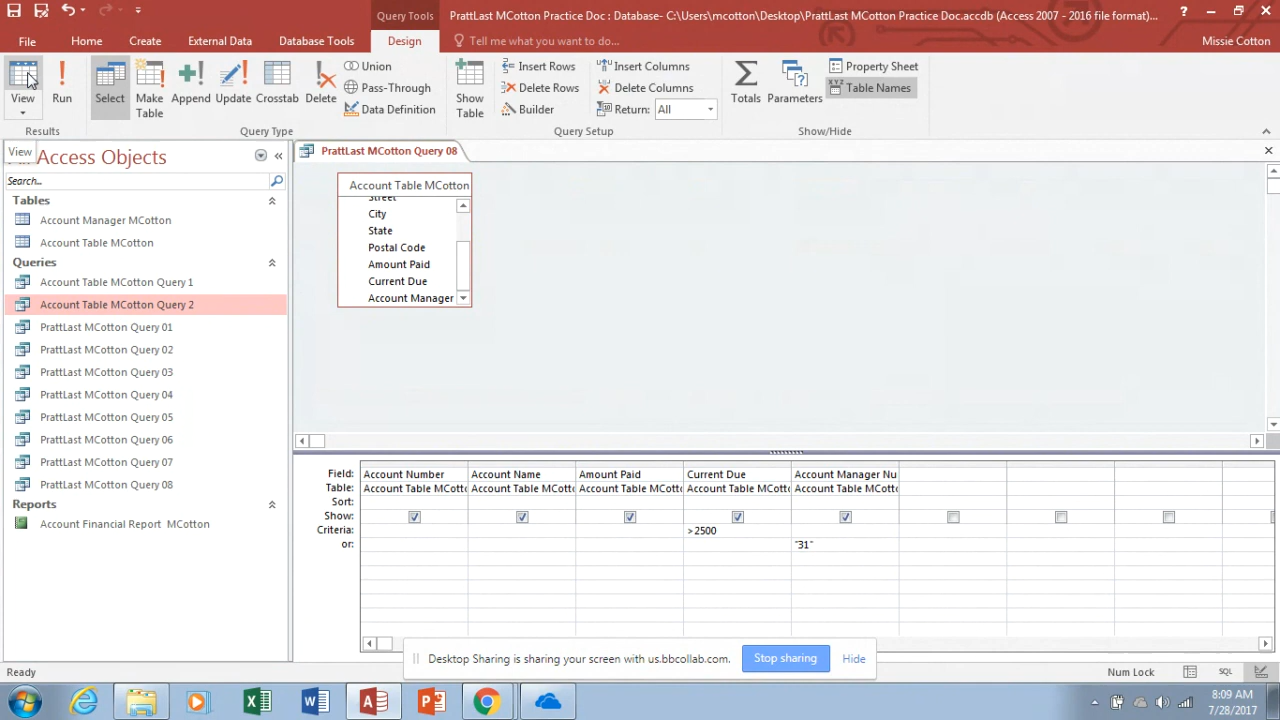 Query Tools
PrattLast MCotton Practice Doc : Database- C:\Users\mcotton\Desktop\PrattLast MCotton Practice Doc.accdb (Access 2007 - 2016 file format)...
?
File
Home
Create
External Data
Database Tools
Design
Tell me what you want to do...
Missie Cotton
View
Run
Select
Make Table
Append
Update
Crosstab
Delete
Union
Pass-Through
Data Definition
Show Table
Insert Rows
Delete Rows
Builder
Insert Columns
Delete Columns
Return: All
Totals
Parameters
Property Sheet
XYZ Table Names
Results
Query Type
Query Setup
Show/Hide
View
Access Objects
Search...
Tables
Account Manager MCotton
Account Table MCotton
Queries
Account Table MCotton Query 1
Account Table MCotton Query 2
PrattLast MCotton Query 01
PrattLast MCotton Query 02
PrattLast MCotton Query 03
PrattLast MCotton Query 04
PrattLast MCotton Query 05
PrattLast MCotton Query 06
PrattLast MCotton Query 07
PrattLast MCotton Query 08
Reports
Account Financial Report MCotton
PrattLast MCotton Query 08
Account Table MCotton
Street
City
State
Postal Code
Amount Paid
Current Due
Account Manager
Field: Account Number Account Name Amount Paid Current Due Account Manager Nu
Table: Account Table MCotto Account Table MCotto Account Table MCotto Account Table MCotto Account Table MCotto
Sort:
Show:
Criteria: >2500
or: "31"
Desktop Sharing is sharing your screen with us.bbcollab.com. Stop sharing Hide
Ready
Num Lock
SQL
8:09 AM
7/28/2017